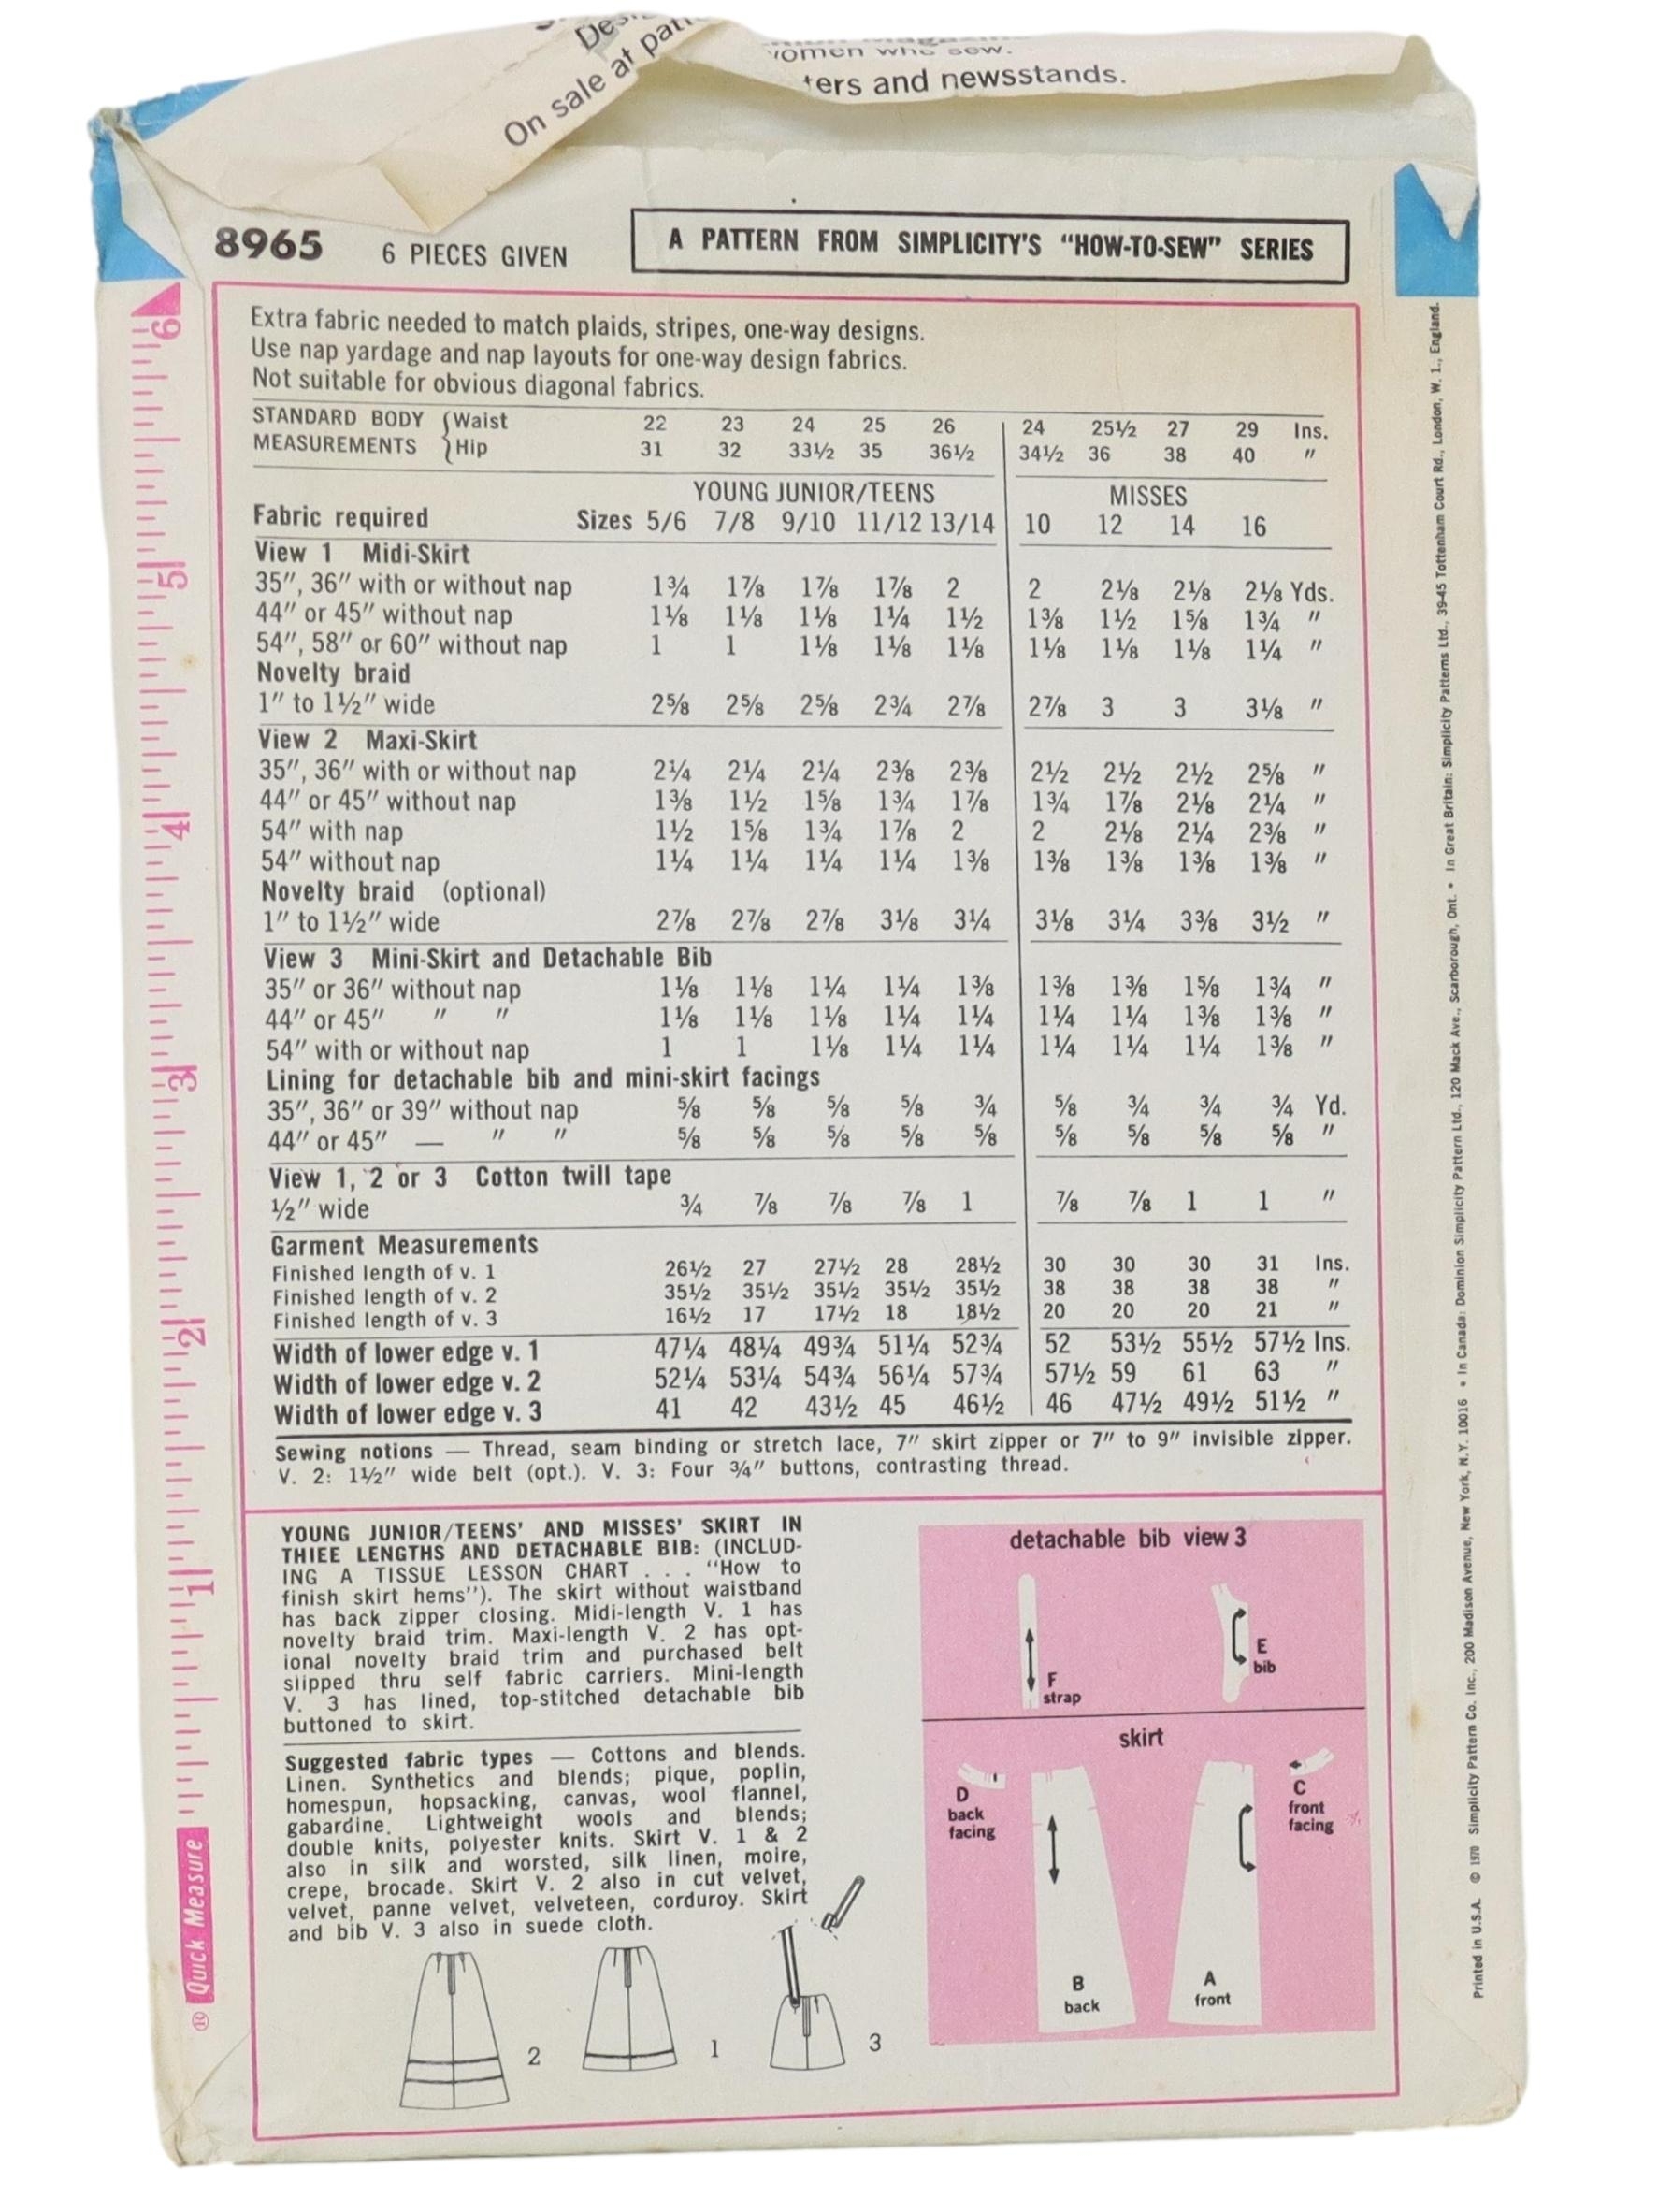 On sale at
ters and newsstands.
8965 6 PIECES GIVEN
A PATTERN FROM SIMPLICITY'S "HOW-TO-SEW" SERIES
Extra fabric needed to match plaids, stripes, one-way designs.
Use nap yardage and nap layouts for one-way design fabrics.
Not suitable for obvious diagonal fabrics.
STANDARD BODY {Waist 22 23 24 25 26 24 25½ 27 29 Ins.
MEASUREMENTS {Hip 31 32 33½ 35 36½ 34½ 36 38 40 "
YOUNG JUNIOR/TEENS MISSES
Fabric required Sizes 5/6 7/8 9/10 11/12 13/14 10 12 14 16
View 1 Midi-Skirt
35", 36" with or without nap 1¾ 1⅞ 1⅞ 1⅞ 2 2 2⅛ 2⅛ 2⅛ Yds.
44" or 45" without nap 1⅛ 1⅛ 1⅛ 1¼ 1½ 1⅜ 1½ 1⅝ 1¾ "
54", 58" or 60" without nap 1 1 1⅛ 1⅛ 1⅛ 1⅛ 1⅛ 1⅛ 1¼ "
Novelty braid
1" to 1½" wide 2⅝ 2⅝ 2⅝ 2¾ 2⅞ 2⅞ 3 3 3⅛ "
View 2 Maxi-Skirt
35", 36" with or without nap 2¼ 2¼ 2¼ 2⅜ 2⅜ 2½ 2½ 2½ 2⅝ "
44" or 45" without nap 1⅜ 1½ 1⅝ 1¾ 1⅞ 1¾ 1⅞ 2⅛ 2¼ "
54" with nap 1½ 1⅝ 1¾ 1⅞ 2 2 2⅛ 2¼ 2⅜ "
54" without nap 1¼ 1¼ 1¼ 1¼ 1⅜ 1⅜ 1⅜ 1⅜ 1⅜ "
Novelty braid (optional)
1" to 1½" wide 2⅞ 2⅞ 2⅞ 3⅛ 3¼ 3⅛ 3¼ 3⅜ 3½ "
View 3 Mini-Skirt and Detachable Bib
35" or 36" without nap 1⅛ 1⅛ 1¼ 1¼ 1⅜ 1⅜ 1⅜ 1⅝ 1¾ "
44" or 45" " " 1⅛ 1⅛ 1⅛ 1¼ 1¼ 1¼ 1¼ 1⅜ 1⅜ "
54" with or without nap 1 1 1⅛ 1¼ 1¼ 1¼ 1¼ 1¼ 1⅜ "
Lining for detachable bib and mini-skirt facings
35", 36" or 39" without nap ⅝ ⅝ ⅝ ⅝ ¾ ⅝ ¾ ¾ ¾ Yd.
44" or 45" — " " ⅝ ⅝ ⅝ ⅝ ⅝ ⅝ ⅝ ⅝ ⅝ "
View 1, 2 or 3 Cotton twill tape
½" wide ¾ ⅞ ⅞ ⅞ 1 ⅞ ⅞ 1 1 "
Garment Measurements
Finished length of v. 1 26½ 27 27½ 28 28½ 30 30 30 31 Ins.
Finished length of v. 2 35½ 35½ 35½ 35½ 35½ 38 38 38 38 "
Finished length of v. 3 16½ 17 17½ 18 18½ 20 20 20 21 "
Width of lower edge v. 1 47¼ 48¼ 49¾ 51¼ 52¾ 52 53½ 55½ 57½ Ins.
Width of lower edge v. 2 52¼ 53¼ 54¾ 56¼ 57¾ 57½ 59 61 63 "
Width of lower edge v. 3 41 42 43½ 45 46½ 46 47½ 49½ 51½ "
Sewing notions — Thread, seam binding or stretch lace, 7" skirt zipper or 7" to 9" invisible zipper.
V. 2: 1½" wide belt (opt.). V. 3: Four ¾" buttons, contrasting thread.
YOUNG JUNIOR/TEENS' AND MISSES' SKIRT IN
THIEE LENGTHS AND DETACHABLE BIB: (INCLUD-
ING A TISSUE LESSON CHART . . . "How to
finish skirt hems"). The skirt without waistband
has back zipper closing. Midi-length V. 1 has
novelty braid trim. Maxi-length V. 2 has opt-
ional novelty braid trim and purchased belt
slipped thru self fabric carriers. Mini-length
V. 3 has lined, top-stitched detachable bib
buttoned to skirt.
Suggested fabric types — Cottons and blends.
Linen. Synthetics and blends; pique, poplin,
homespun, hopsacking, canvas, wool flannel,
gabardine. Lightweight wools and blends;
double knits, polyester knits. Skirt V. 1 & 2
also in silk and worsted, silk linen, moire,
crepe, brocade. Skirt V. 2 also in cut velvet,
velvet, panne velvet, velveteen, corduroy. Skirt
and bib V. 3 also in suede cloth.
2 1 3
detachable bib view 3
F
strap
E
bib
skirt
D
back
facing
C
front
facing
B
back
A
front
6
5
4
3
2
1
Quick Measure
®
Printed in U.S.A. © 1970 Simplicity Pattern Co. Inc., 200 Madison Avenue, New York, N.Y. 10016 • In Canada: Dominion Simplicity Pattern Ltd., 120 Mack Ave., Scarborough, Ont. • In Great Britain: Simplicity Patterns Ltd., 39-45 Tottenham Court Rd., London, W. 1., England.